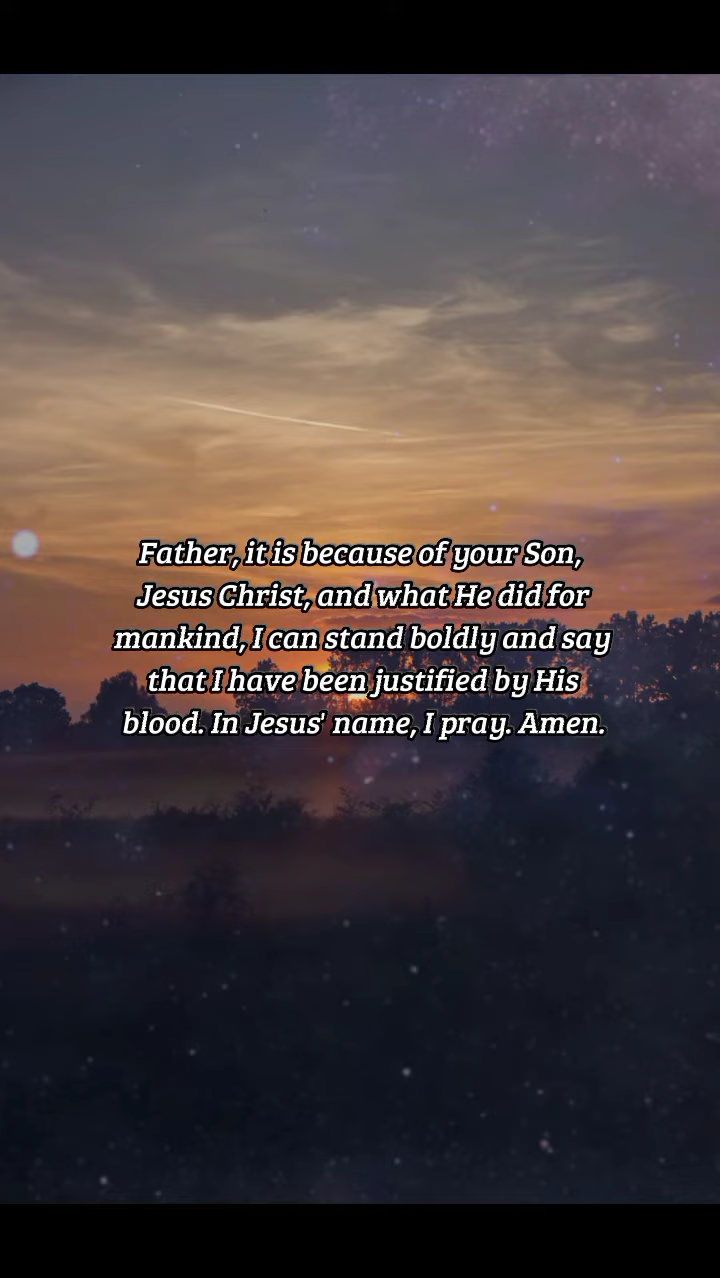 Father, it is because of your Son,
Jesus Christ, and what He did for
mankind, I can stand boldly and say
that I have been justified by His
blood. In Jesus' name, I pray. Amen.